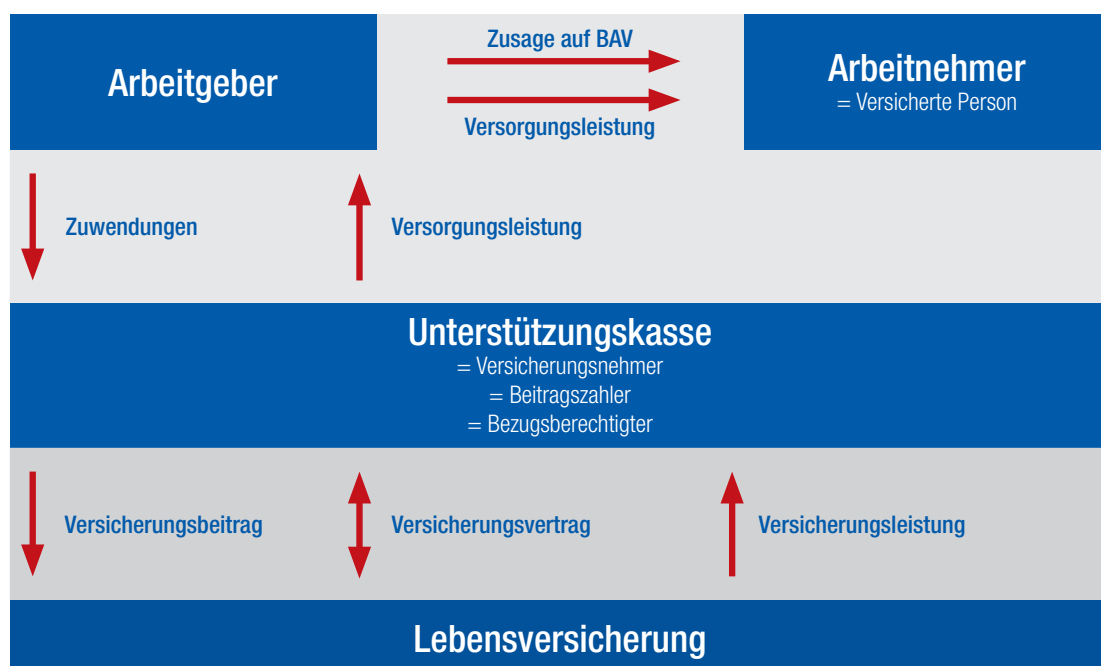 Arbeitgeber
Zusage auf BAV
Versorgungsleistung
Arbeitnehmer
= Versicherte Person
Zuwendungen
Versorgungsleistung
Unterstützungskasse
= Versicherungsnehmer
= Beitragszahler
= Bezugsberechtigter
Versicherungsbeitrag
Versicherungsvertrag
Versicherungsleistung
Lebensversicherung